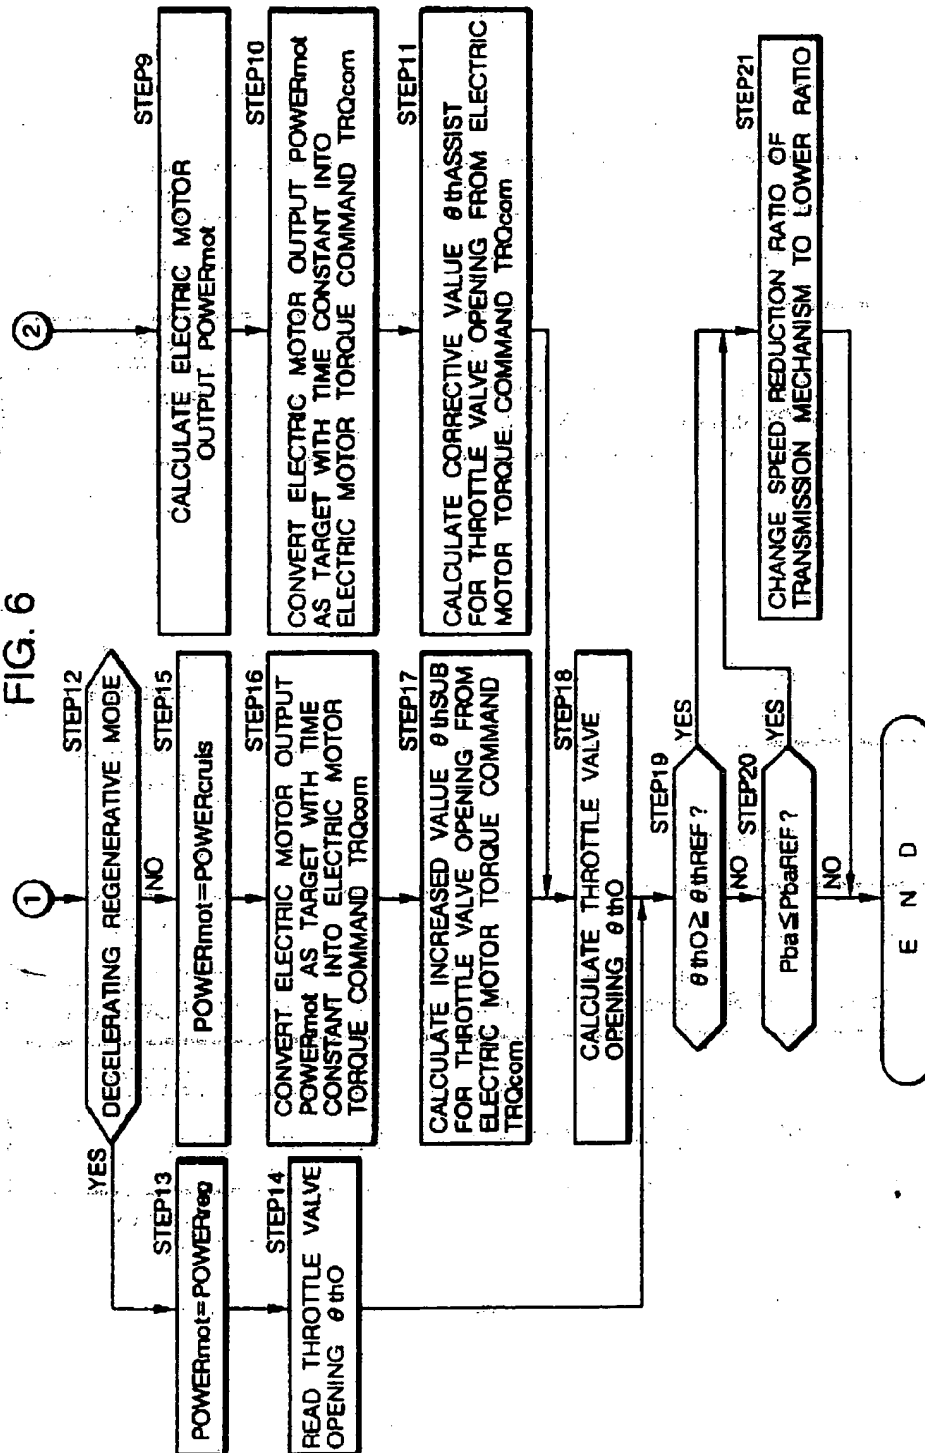 FIG. 6
1
STEP12
DECELERATING REGENERATIVE MODE
YES
NO
STEP13
POWERmot=POWERreg
STEP14
READ THROTTLE VALVE
OPENING θthO
STEP15
POWERmot=POWERcruis
STEP16
CONVERT ELECTRIC MOTOR OUTPUT
POWERmot AS TARGET WITH TIME
CONSTANT INTO ELECTRIC MOTOR
TORQUE COMMAND TRQcom
STEP17
CALCULATE INCREASED VALUE θthSUB
FOR THROTTLE VALVE OPENING FROM
ELECTRIC MOTOR TORQUE COMMAND
TRQcom
2
STEP9
CALCULATE ELECTRIC MOTOR
OUTPUT POWERmot
STEP10
CONVERT ELECTRIC MOTOR OUTPUT POWERmot
AS TARGET WITH TIME CONSTANT INTO
ELECTRIC MOTOR TORQUE COMMAND TRQcom
STEP11
CALCULATE CORRECTIVE VALUE θthASSIST
FOR THROTTLE VALVE OPENING FROM ELECTRIC
MOTOR TORQUE COMMAND TRQcom
STEP18
CALCULATE THROTTLE VALVE
OPENING θthO
STEP19
θthO≧θthREF?
YES
NO
STEP20
Pba≦PbaREF?
YES
NO
STEP21
CHANGE SPEED REDUCTION RATIO OF
TRANSMISSION MECHANISM TO LOWER RATIO
END